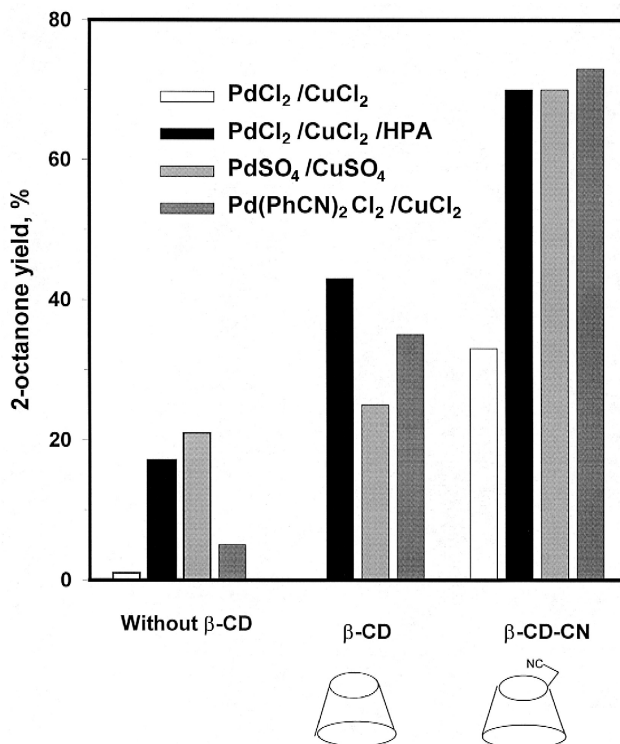 80
60
40
20
0
2-octanone yield, %
PdCl₂ /CuCl₂
PdCl₂ /CuCl₂ /HPA
PdSO₄ /CuSO₄
Pd(PhCN)₂ Cl₂ /CuCl₂
Without β-CD
β-CD
β-CD-CN
NC